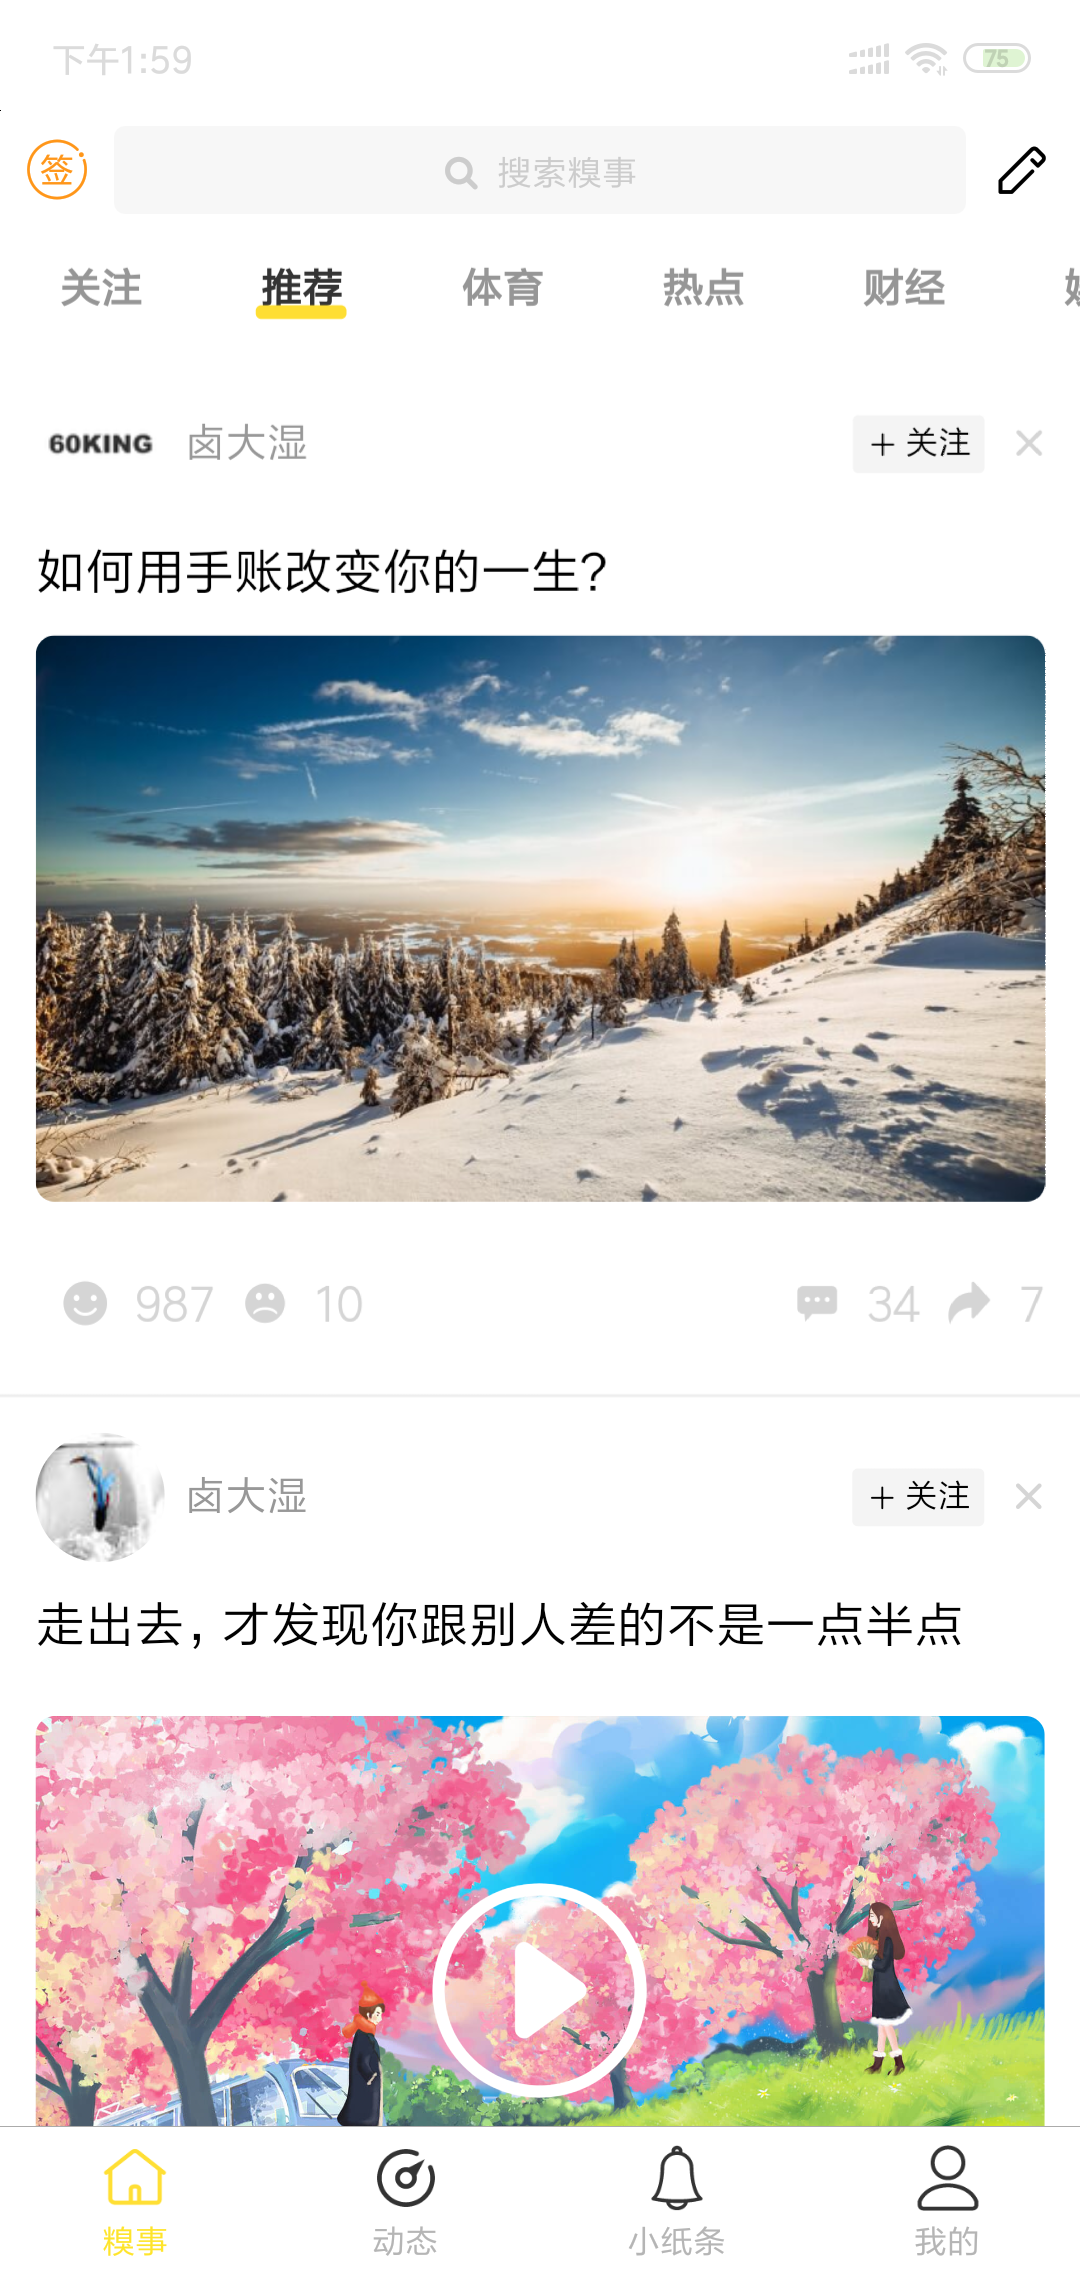 下午1:59
75
签
搜索糗事
关注 推荐 体育 热点 财经
60KING 卤大湿 + 关注
如何用手账改变你的一生?
987 10 34 7
卤大湿 + 关注
走出去，才发现你跟别人差的不是一点半点
糗事 动态 小纸条 我的